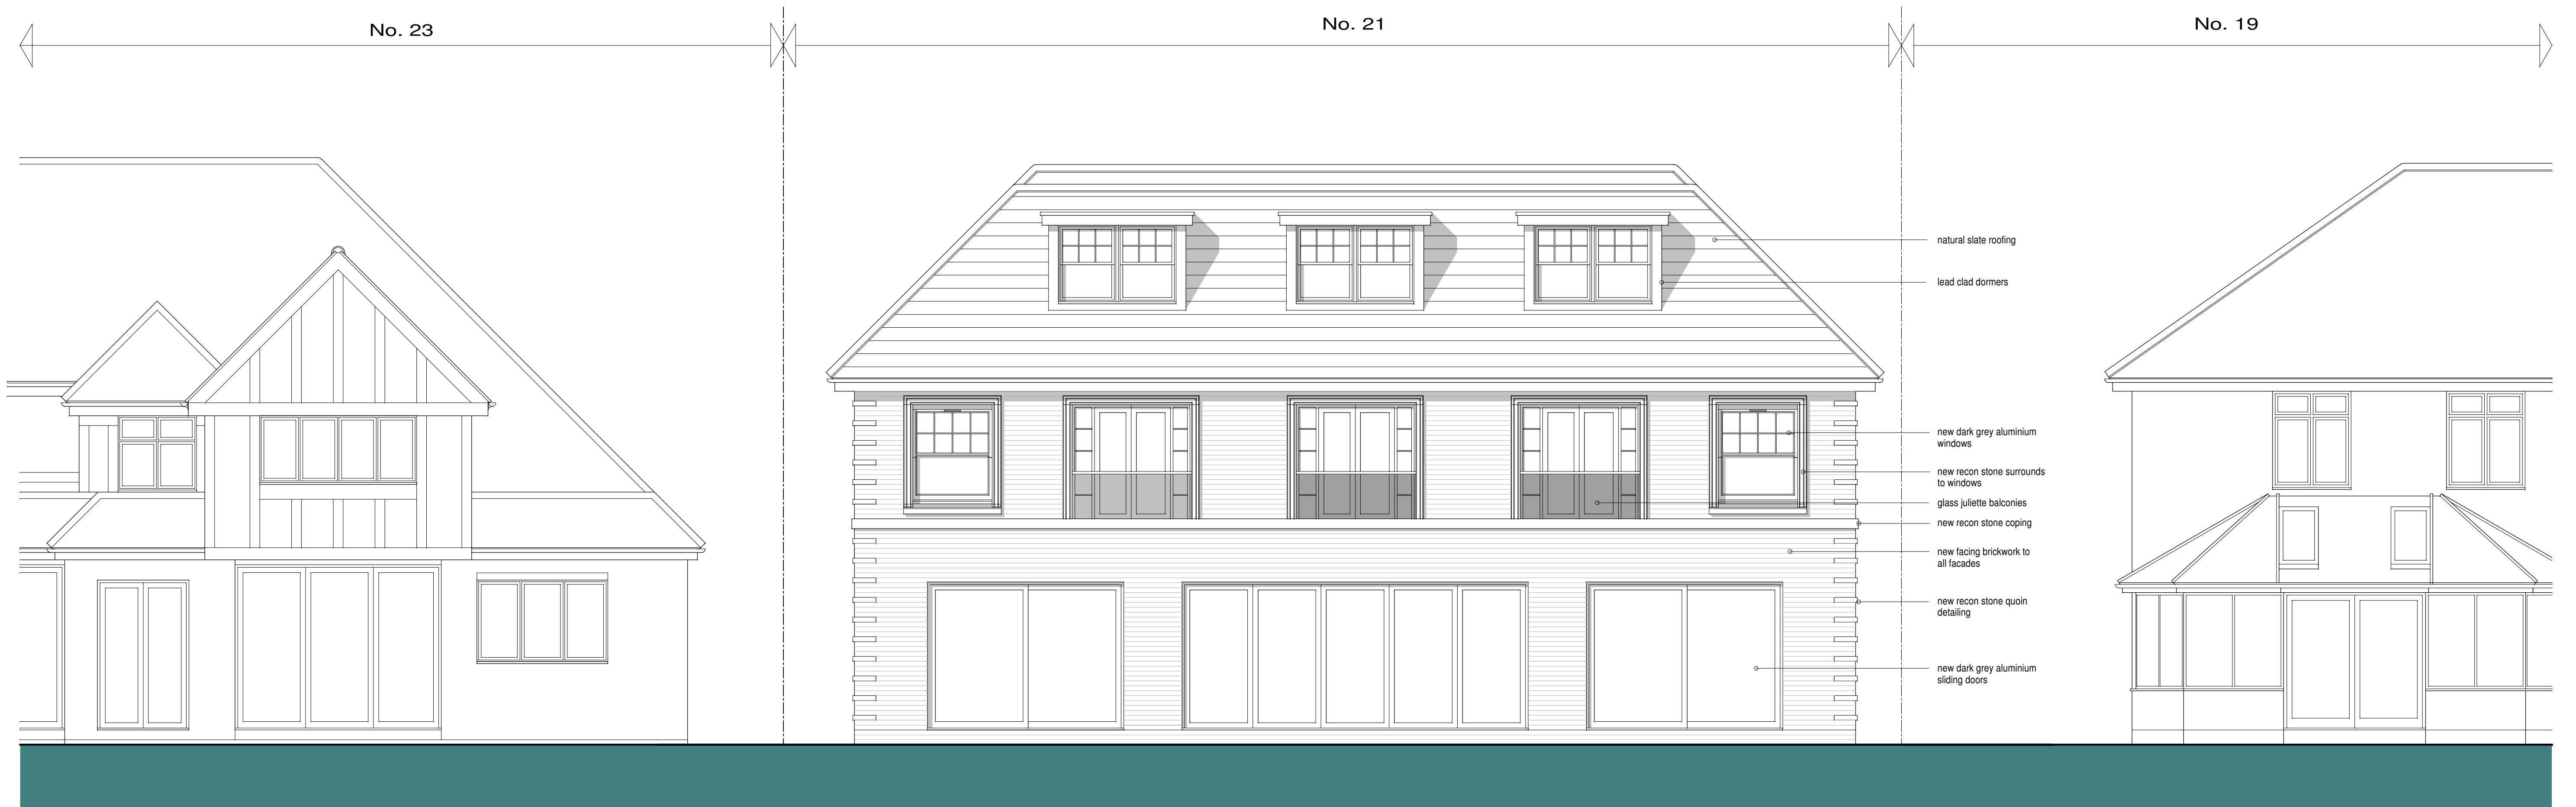 No. 23
No. 21
No. 19
natural slate roofing
lead clad dormers
new dark grey aluminium
windows
new recon stone surrounds
to windows
glass juliette balconies
new recon stone coping
new facing brickwork to
all facades
new recon stone quoin
detailing
new dark grey aluminium
sliding doors